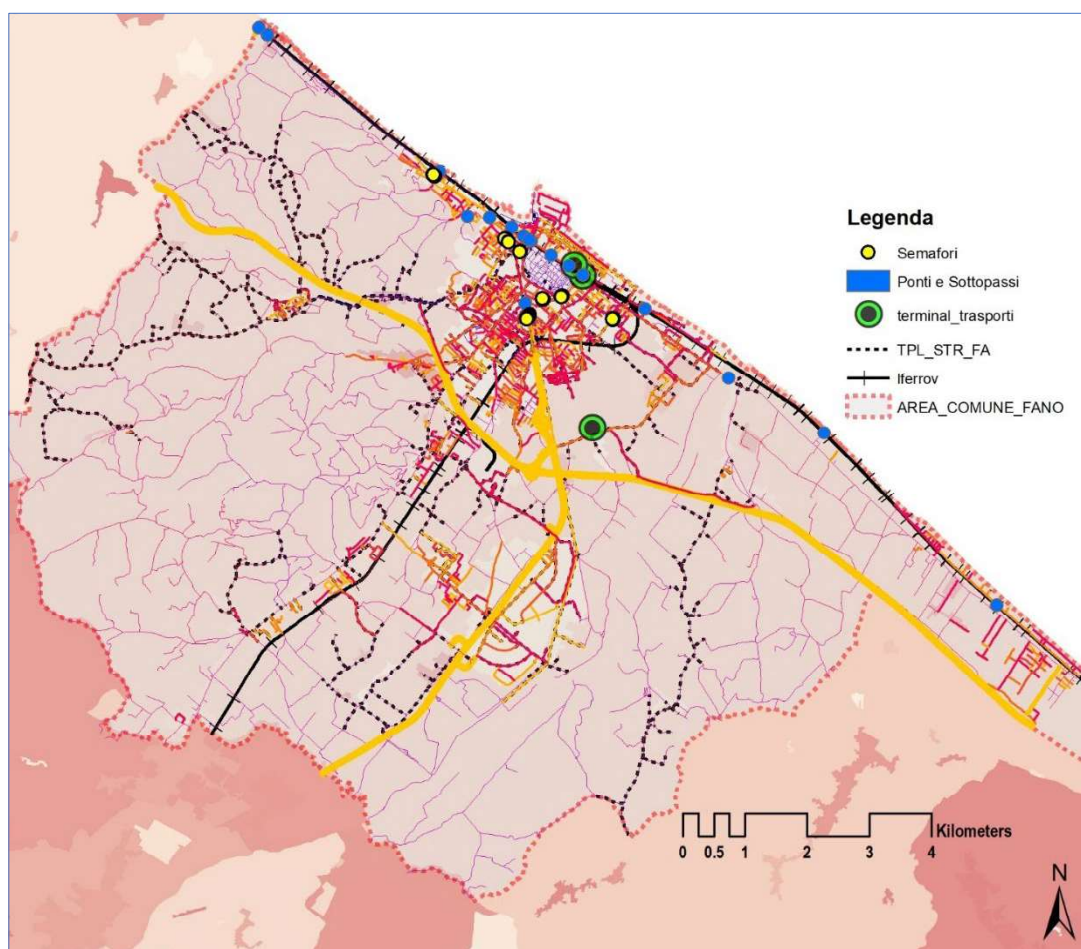 Legenda
Semafori
Ponti e Sottopassi
terminal_trasporti
TPL_STR_FA
lferrov
AREA_COMUNE_FANO
Kilometers
0 0.5 1 2 3 4
N